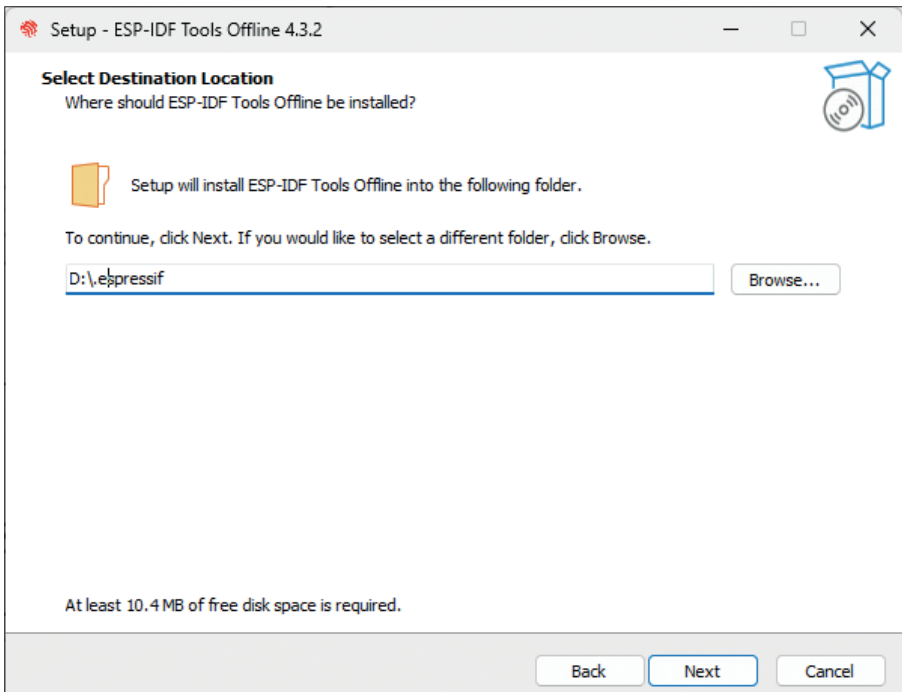 Setup - ESP-IDF Tools Offline 4.3.2
Select Destination Location
Where should ESP-IDF Tools Offline be installed?
Setup will install ESP-IDF Tools Offline into the following folder.
To continue, click Next. If you would like to select a different folder, click Browse.
D:\.espressif
Browse...
At least 10.4 MB of free disk space is required.
Back
Next
Cancel